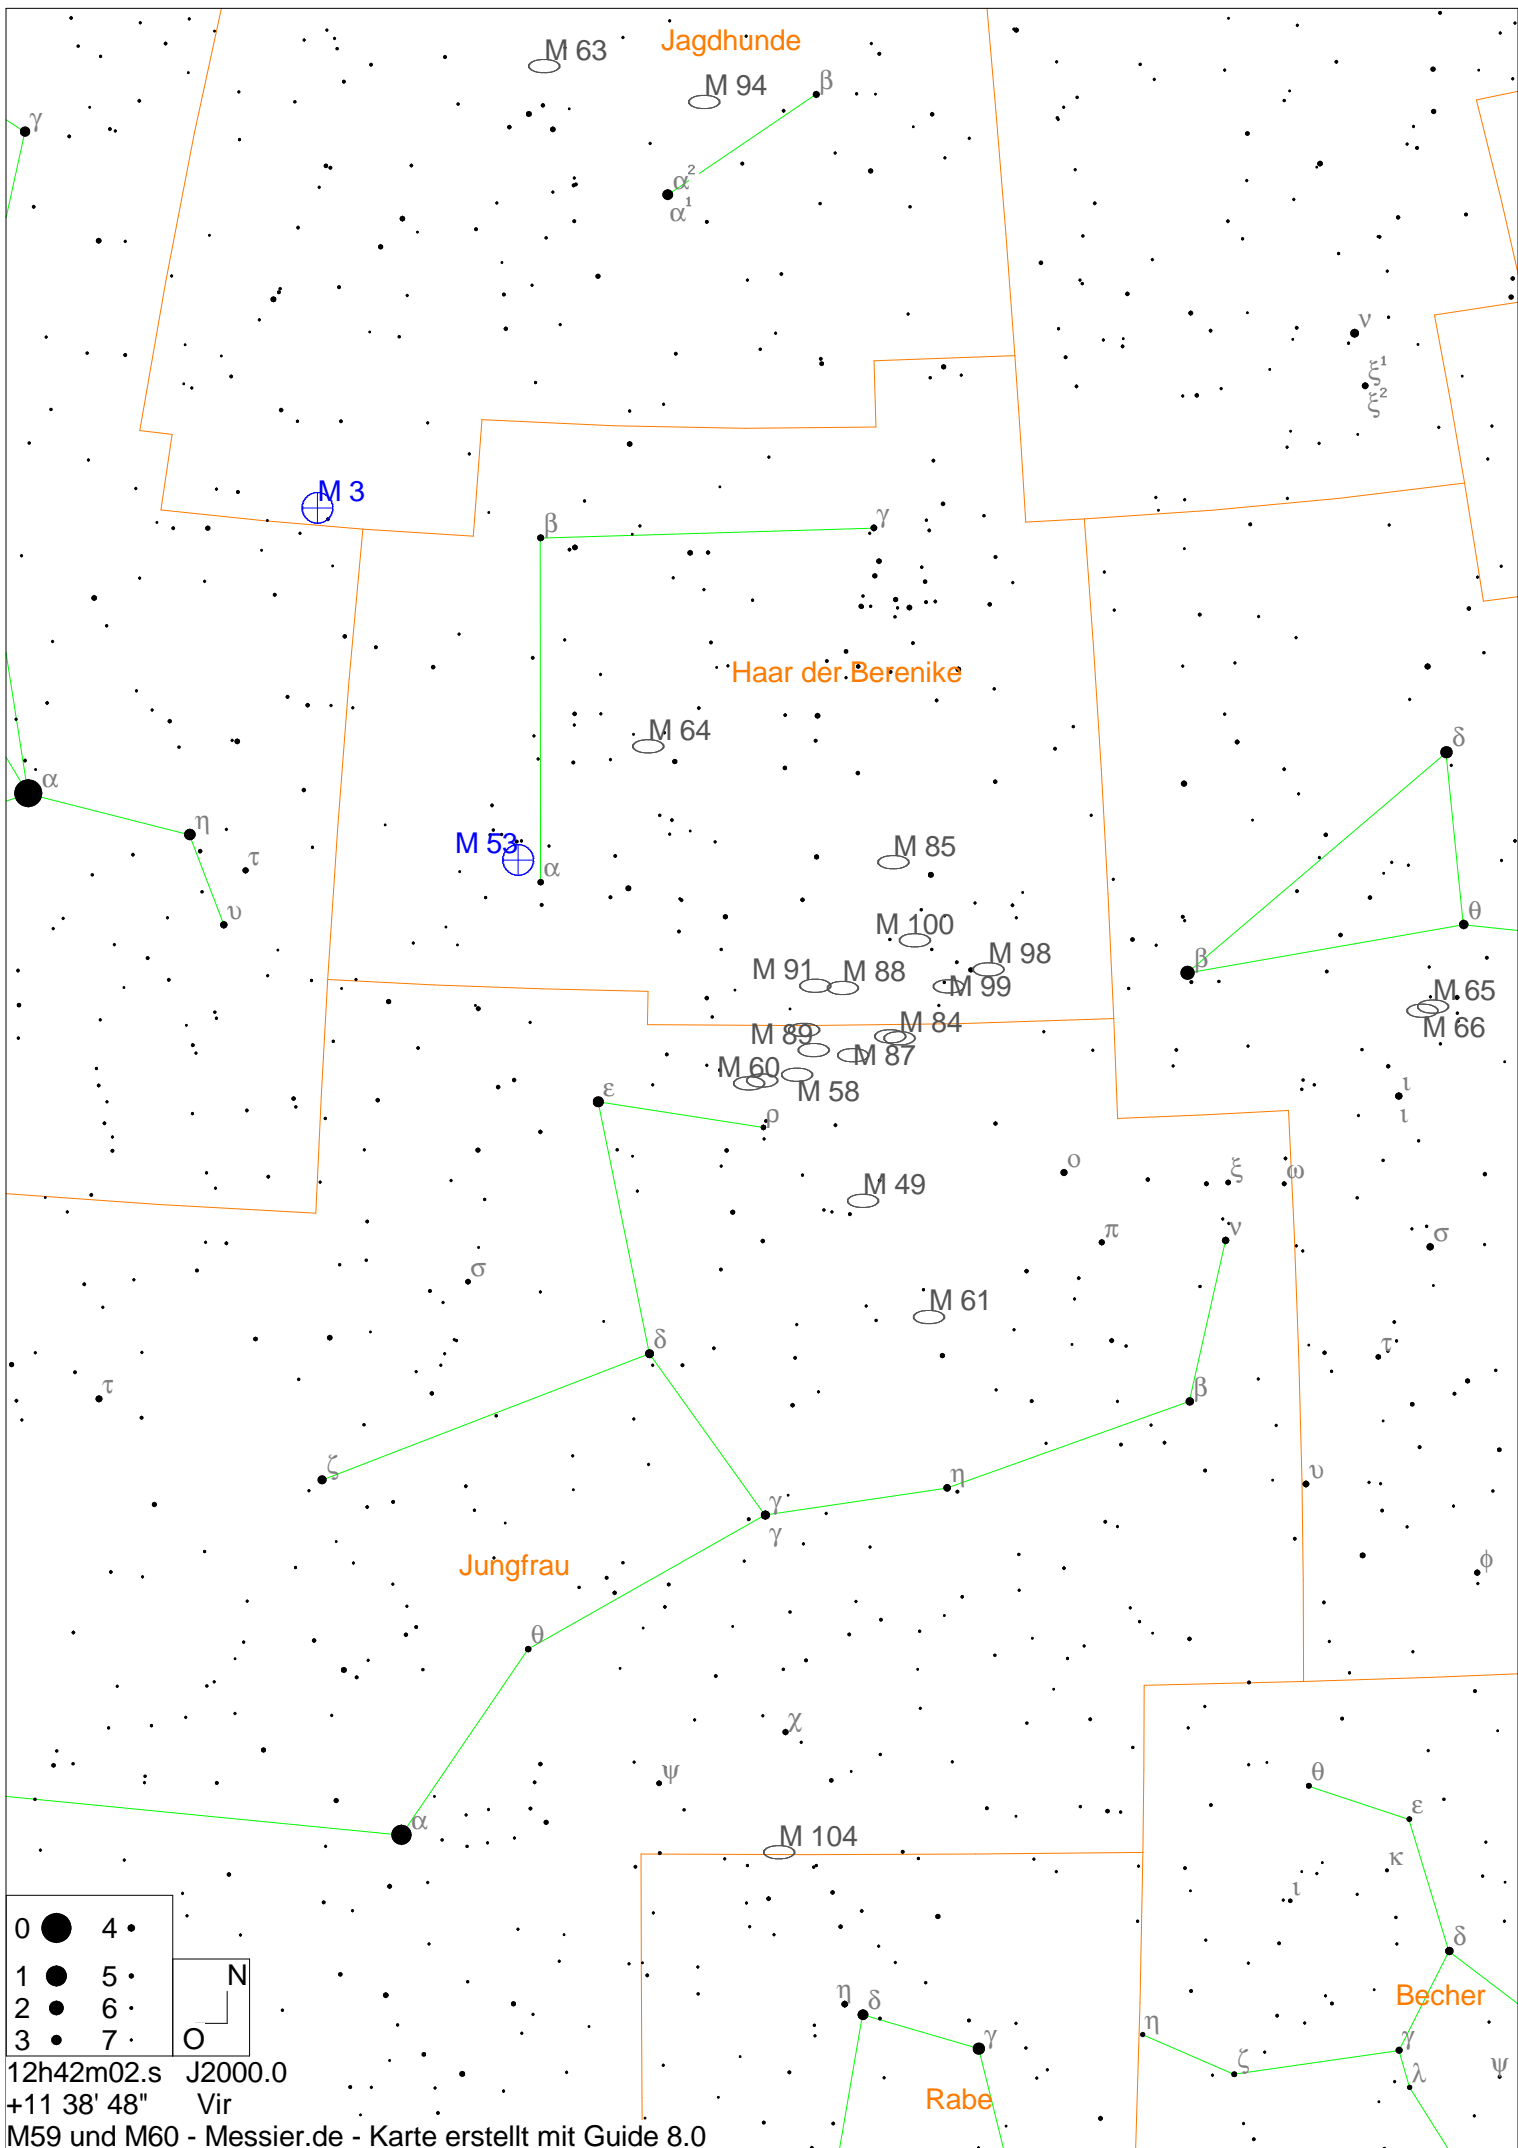 Jagdhunde
M 63
M 94
β
γ
α²
α¹
ν
ξ¹
ξ²
M 3
β
γ
Haar der Berenike
M 64
δ
α
η
τ
M 53
α
M 85
υ
θ
M 100
β
M 91
M 88
M 98
M 99
M 65
M 66
M 89
M 84
M 87
M 60
M 58
ε
ρ
ι
ι
ο
ξ
ω
M 49
π
ν
σ
σ
M 61
δ
τ
τ
β
ζ
η
υ
γ
γ
Jungfrau
φ
θ
χ
ψ
θ
ε
α
M 104
κ
ι
0 4
1 5
2 6
3 7
N
O
δ
Becher
η
δ
γ
η
γ
ζ
λ
ψ
Rabe
12h42m02.s J2000.0
+11 38' 48" Vir
M59 und M60 - Messier.de - Karte erstellt mit Guide 8.0